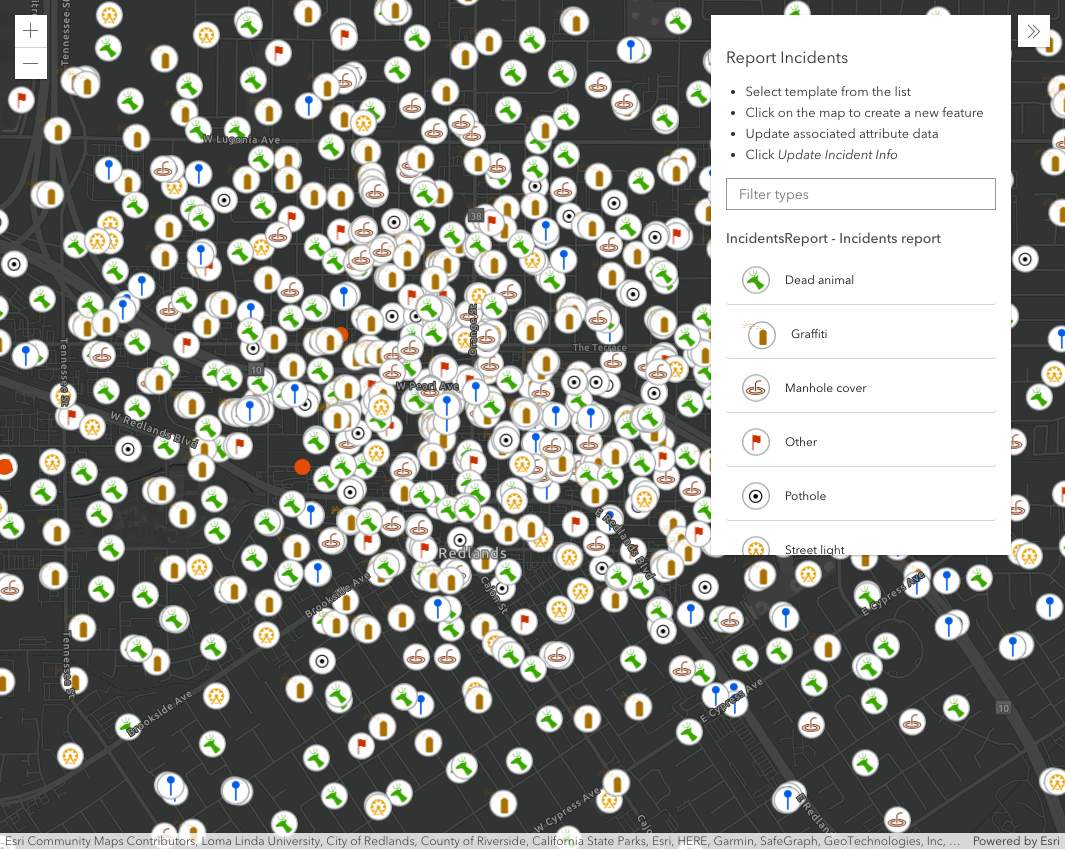 Tennessee St
W Lugonia Ave
38
10
The Terrace
Orange St
W Pearl Ave
Tennessee St
W Redlands Blvd
E Redlands Blvd
Redlands
Cajon St
Brookside Ave
E Cypress Ave
Tennessee St
Brookside Ave
E Cypress Ave
10
W Cypress Ave
Report Incidents
• Select template from the list
• Click on the map to create a new feature
• Update associated attribute data
• Click Update Incident Info
Filter types
IncidentsReport - Incidents report
Dead animal
Graffiti
Manhole cover
Other
Pothole
Street light
Esri Community Maps Contributors, Loma Linda University, City of Redlands, County of Riverside, California State Parks, Esri, HERE, Garmin, SafeGraph, GeoTechnologies, Inc, …
Powered by Esri